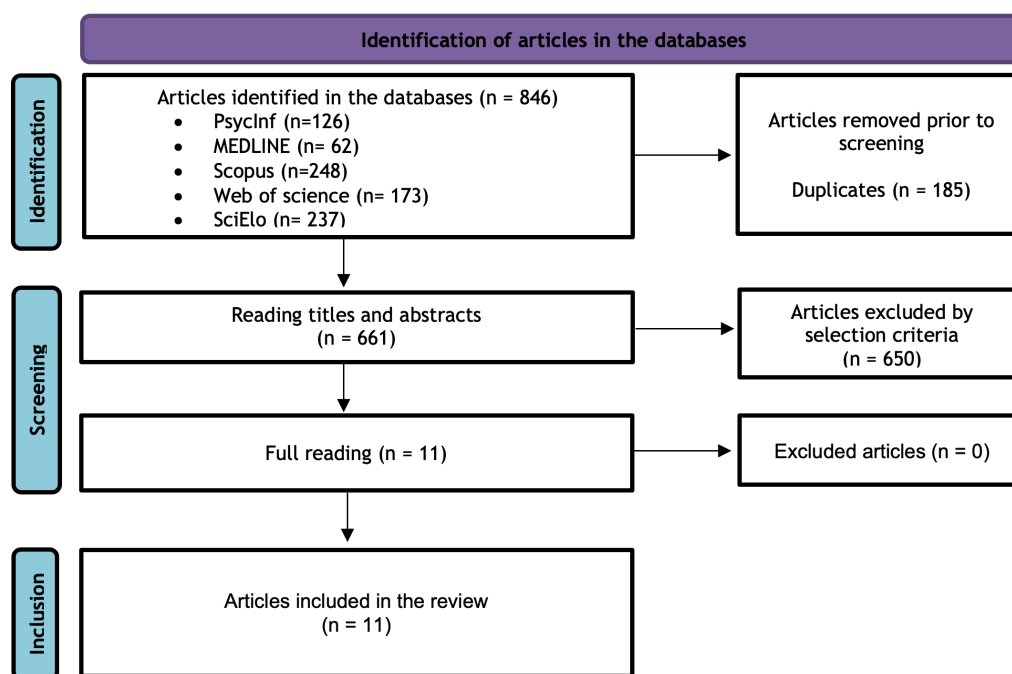 Identification of articles in the databases
Identification
Articles identified in the databases (n = 846)
• PsycInf (n=126)
• MEDLINE (n= 62)
• Scopus (n=248)
• Web of science (n= 173)
• SciElo (n= 237)
Articles removed prior to
screening
Duplicates (n = 185)
Screening
Reading titles and abstracts
(n = 661)
Articles excluded by
selection criteria
(n = 650)
Full reading (n = 11)
Excluded articles (n = 0)
Inclusion
Articles included in the review
(n = 11)